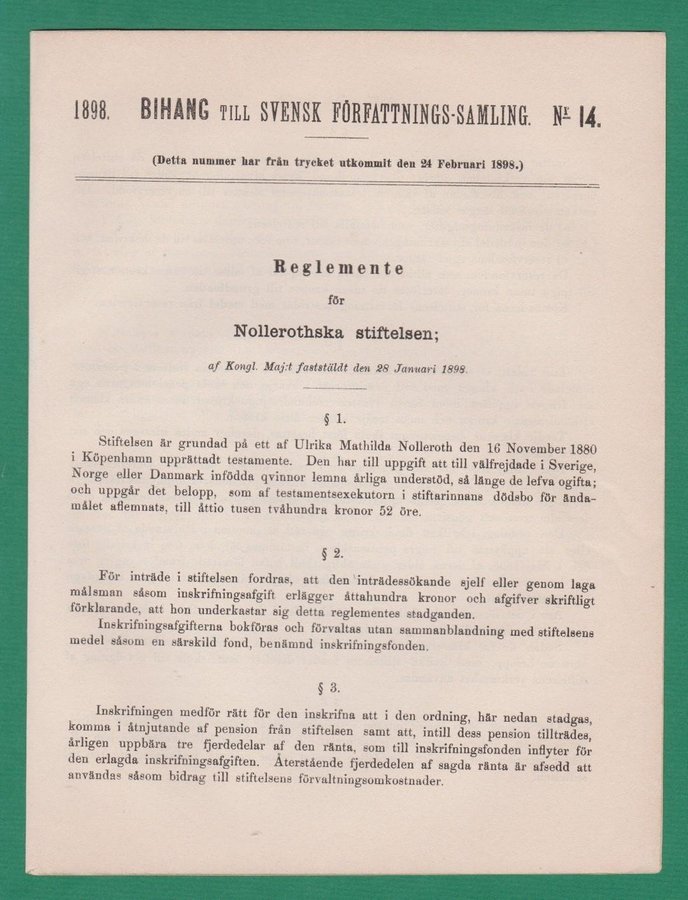 1898. BIHANG TILL SVENSK FÖRFATTNINGS-SAMLING. Nr 14.
(Detta nummer har från trycket utkommit den 24 Februari 1898.)
Reglemente
för
Nollerothska stiftelsen;
af Kongl. Maj:t faststäldt den 28 Januari 1898.
§ 1.
Stiftelsen är grundad på ett af Ulrika Mathilda Nolleroth den 16 November 1880
i Köpenhamn upprättadt testamente. Den har till uppgift att till välfrejdade i Sverige,
Norge eller Danmark infödda qvinnor lemna årliga understöd, så länge de lefva ogifta;
och uppgår det belopp, som af testamentsexekutorn i stiftarinnans dödsbo för ända-
målet aflemnats, till åttio tusen tvåhundra kronor 52 öre.
§ 2.
För inträde i stiftelsen fordras, att den inträdessökande sjelf eller genom laga
målsman såsom inskrifningsafgift erlägger åttahundra kronor och afgifver skriftligt
förklarande, att hon underkastar sig detta reglementes stadganden.
Inskrifningsafgifterna bokföras och förvaltas utan sammanblandning med stiftelsens
medel såsom en särskild fond, benämnd inskrifningsfonden.
§ 3.
Inskrifningen medför rätt för den inskrifna att i den ordning, här nedan stadgas,
komma i åtnjutande af pension från stiftelsen samt att, intill dess pension tillträdes,
årligen uppbära tre fjerdedelar af den ränta, som till inskrifningsfonden inflyter för
den erlagda inskrifningsafgiften. Återstående fjerdedelen af sagda ränta är afsedd att
användas såsom bidrag till stiftelsens förvaltningsomkostnader.